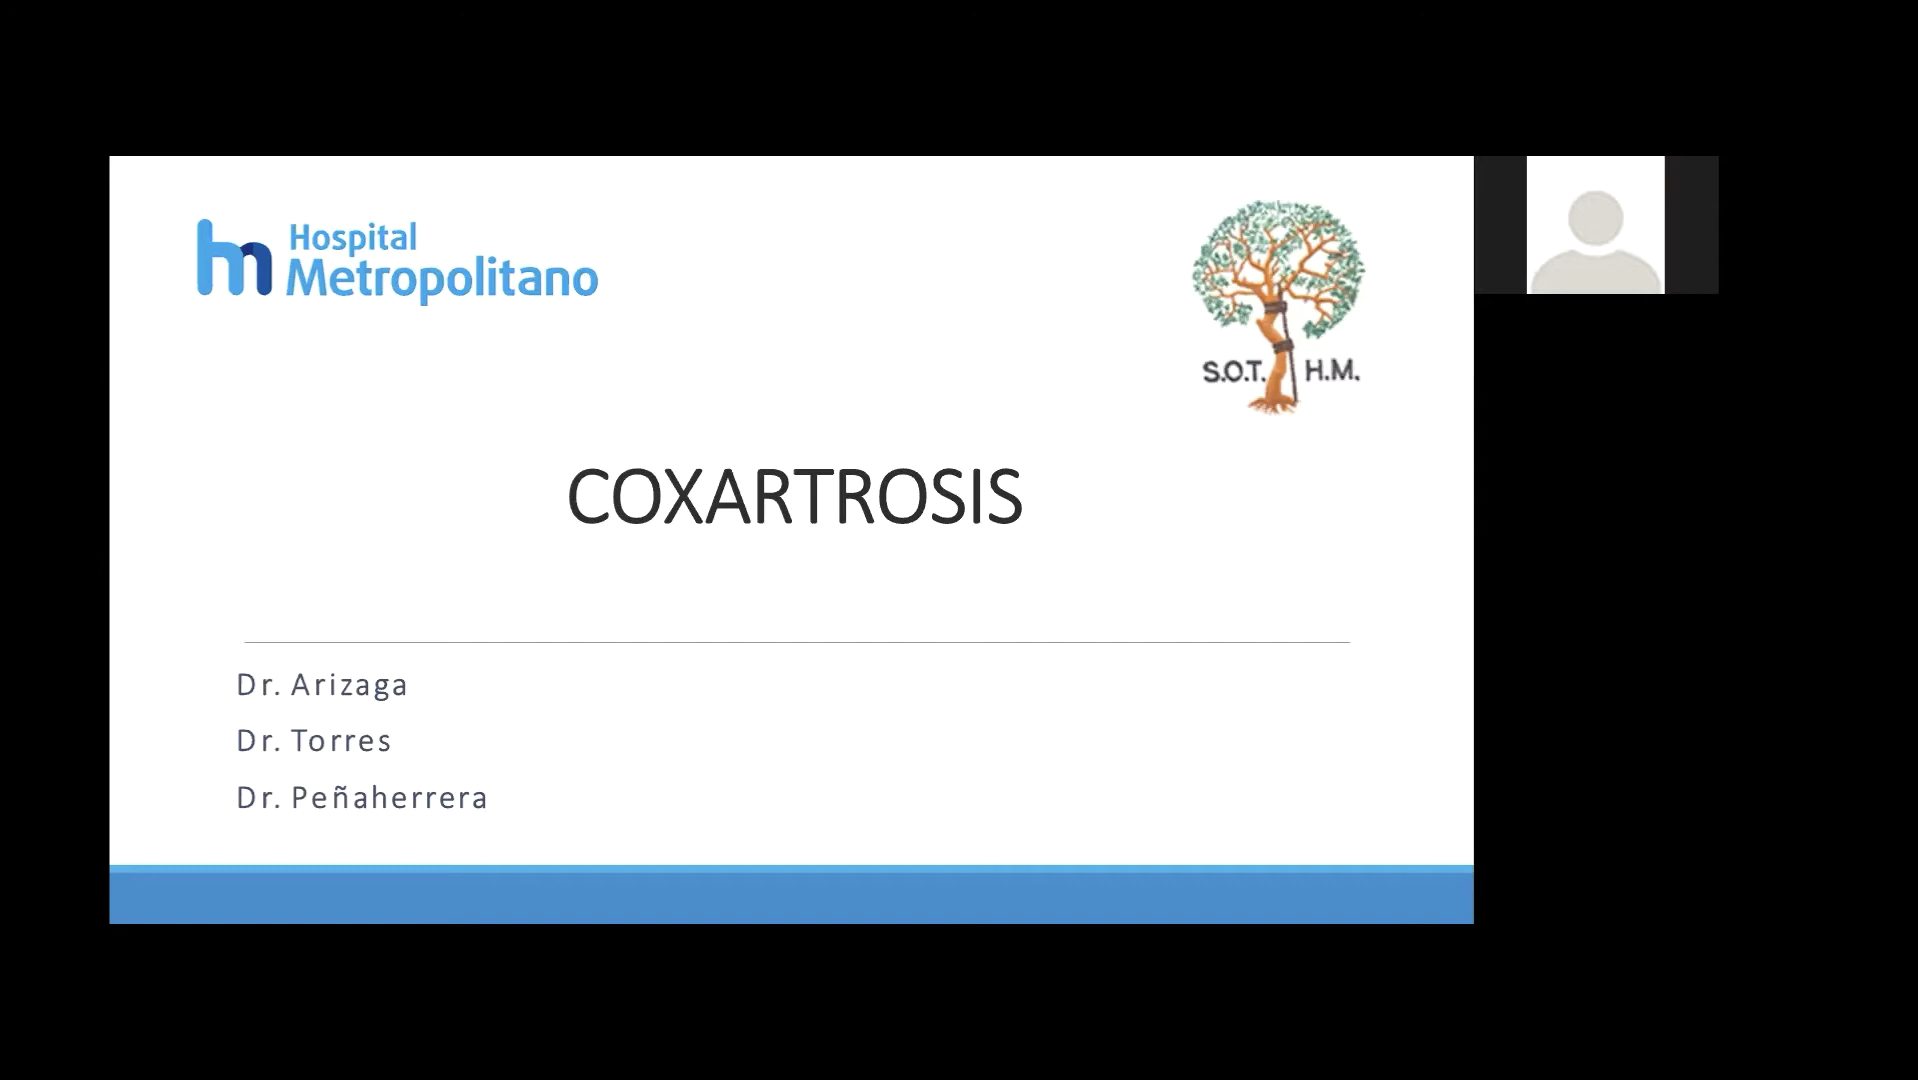 Hospital
Metropolitano
S.O.T. H.M.
COXARTROSIS
Dr. Arizaga
Dr. Torres
Dr. Peñaherrera